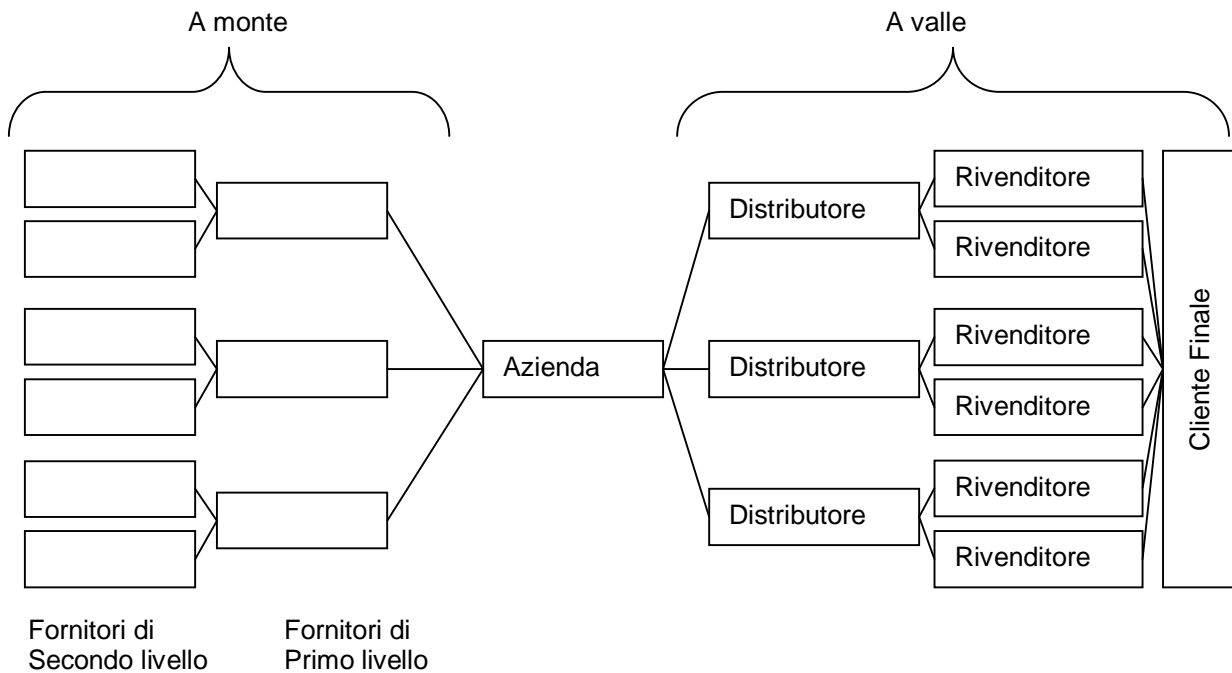 A monte
A valle
Rivenditore
Distributore
Rivenditore
Rivenditore
Azienda
Distributore
Rivenditore
Rivenditore
Distributore
Rivenditore
Cliente Finale
Fornitori di
Secondo livello
Fornitori di
Primo livello